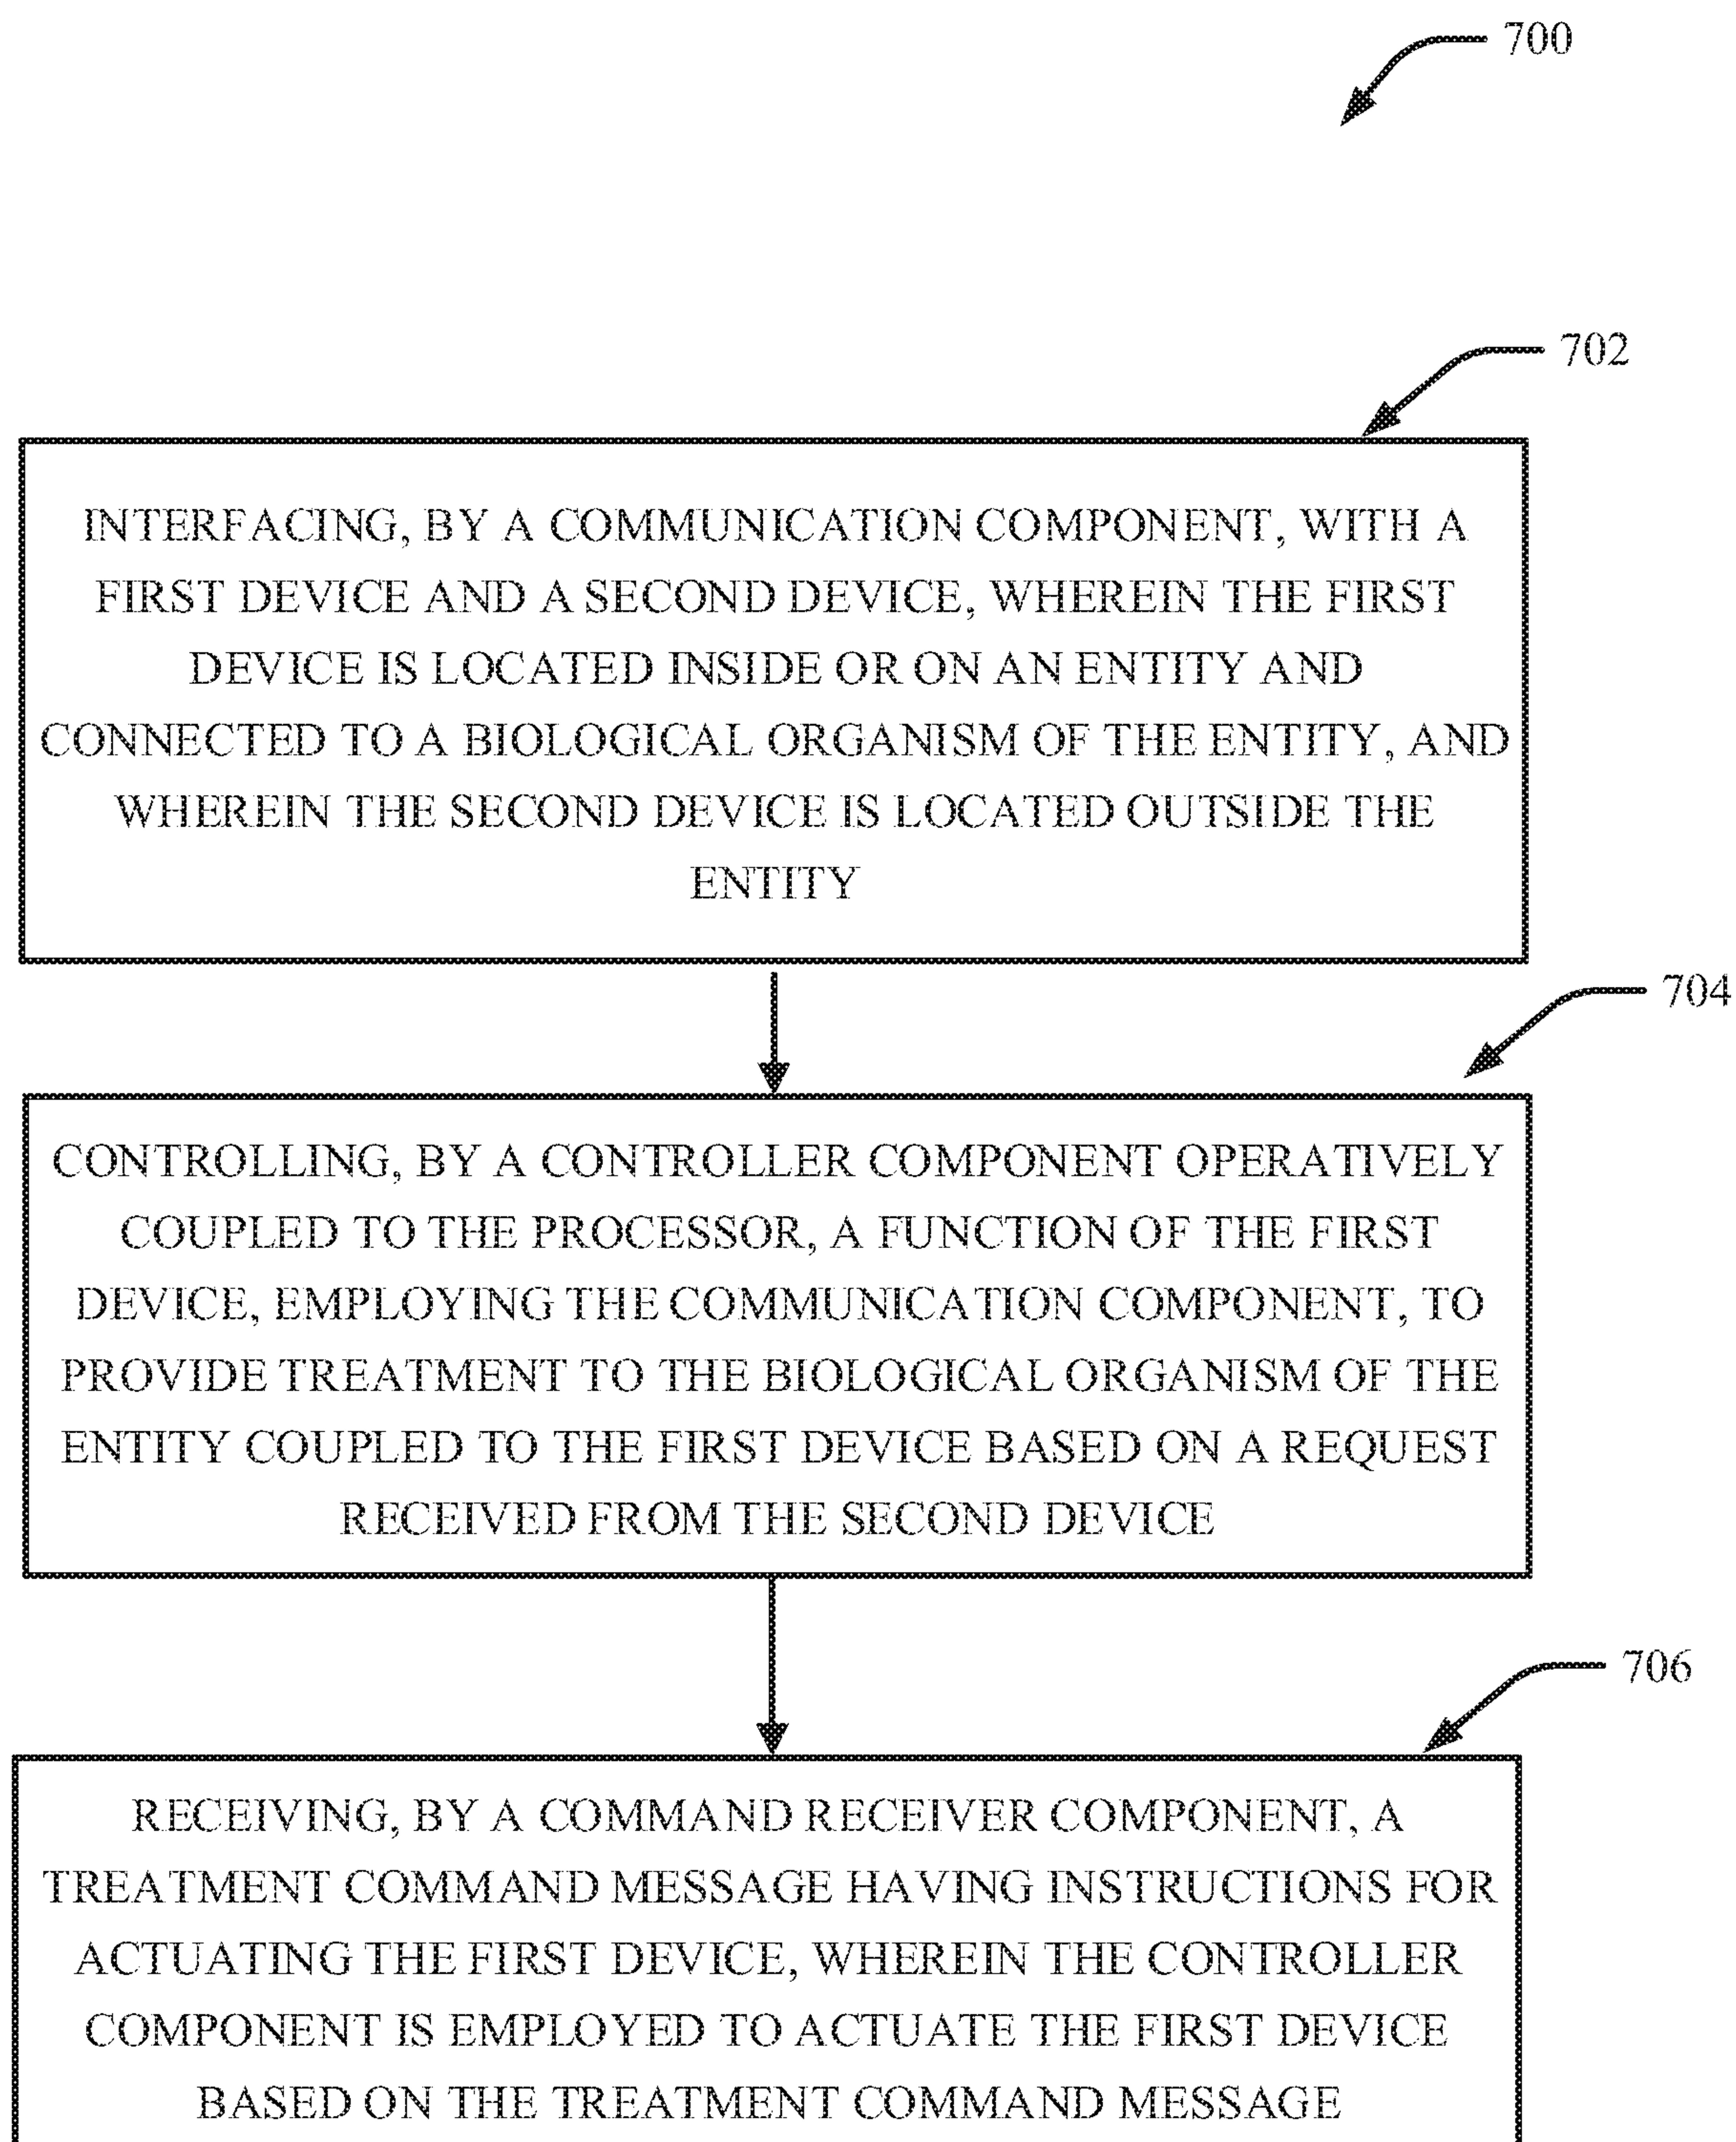 700
702
INTERFACING, BY A COMMUNICATION COMPONENT, WITH A
FIRST DEVICE AND A SECOND DEVICE, WHEREIN THE FIRST
DEVICE IS LOCATED INSIDE OR ON AN ENTITY AND
CONNECTED TO A BIOLOGICAL ORGANISM OF THE ENTITY, AND
WHEREIN THE SECOND DEVICE IS LOCATED OUTSIDE THE
ENTITY
704
CONTROLLING, BY A CONTROLLER COMPONENT OPERATIVELY
COUPLED TO THE PROCESSOR, A FUNCTION OF THE FIRST
DEVICE, EMPLOYING THE COMMUNICATION COMPONENT, TO
PROVIDE TREATMENT TO THE BIOLOGICAL ORGANISM OF THE
ENTITY COUPLED TO THE FIRST DEVICE BASED ON A REQUEST
RECEIVED FROM THE SECOND DEVICE
706
RECEIVING, BY A COMMAND RECEIVER COMPONENT, A
TREATMENT COMMAND MESSAGE HAVING INSTRUCTIONS FOR
ACTUATING THE FIRST DEVICE, WHEREIN THE CONTROLLER
COMPONENT IS EMPLOYED TO ACTUATE THE FIRST DEVICE
BASED ON THE TREATMENT COMMAND MESSAGE